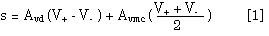 s = A_vd (V_+ - V_-) + A_vmc ( (V_+ + V_-) / 2 ) [1]